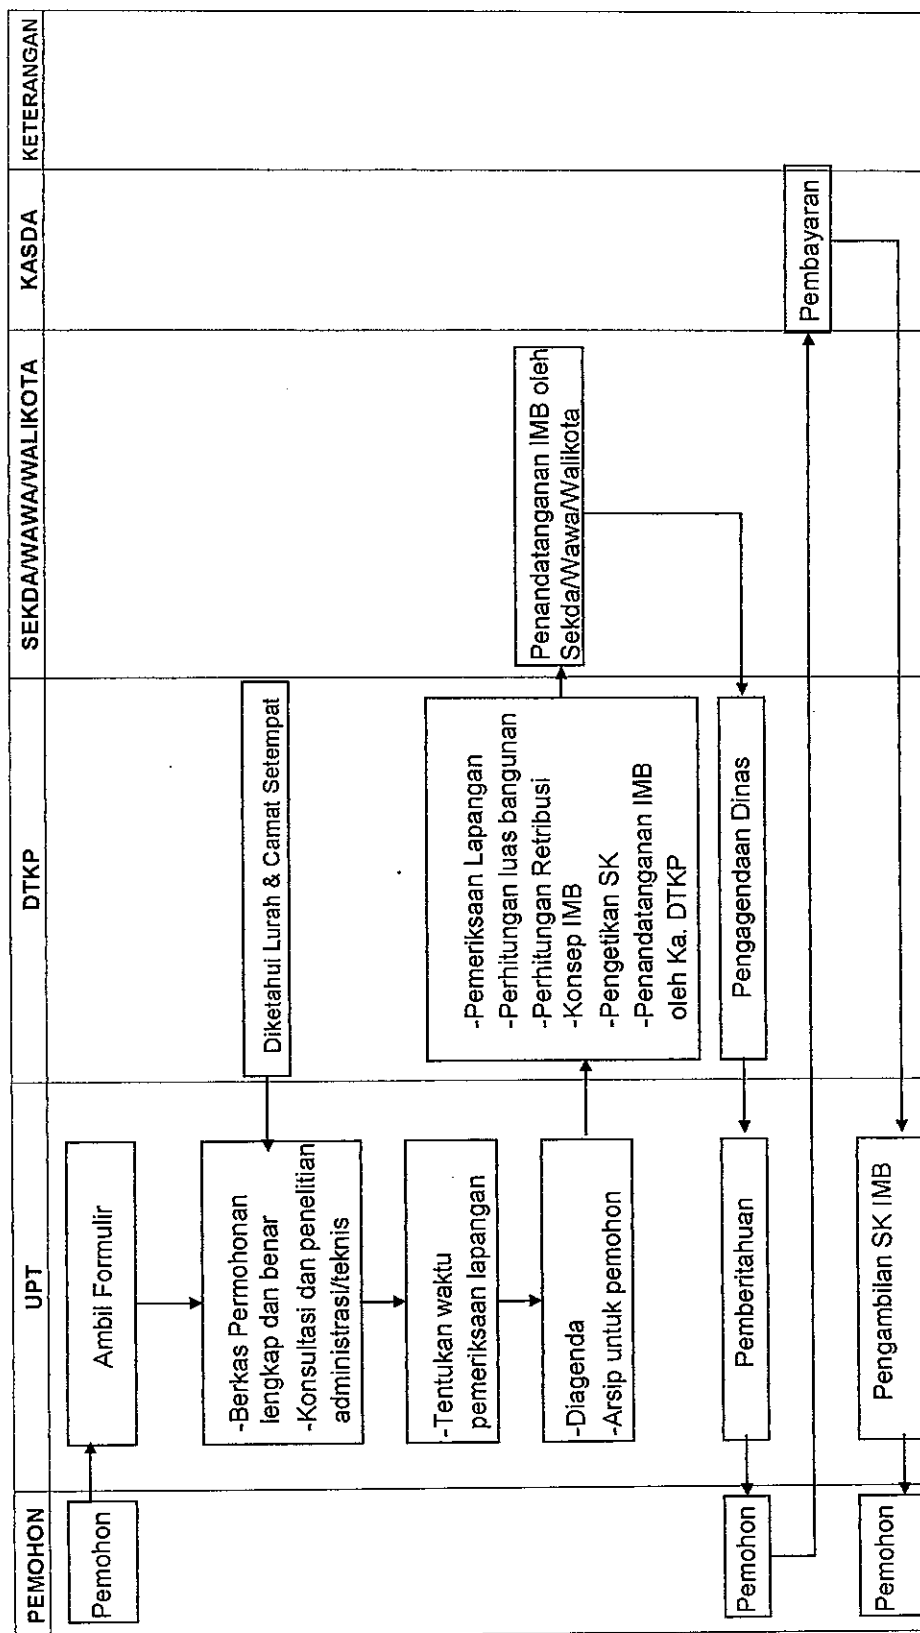 PEMOHON
UPT
DTKP
SEKDA/WAWA/WALIKOTA
KASDA
KETERANGAN
Pemohon
Ambil Formulir
-Berkas Permohonan
lengkap dan benar
-Konsultasi dan penelitian
administrasi/teknis
Diketahui Lurah & Camat Setempat
-Tentukan waktu
pemeriksaan lapangan
-Diagenda
-Arsip untuk pemohon
-Pemeriksaan Lapangan
-Perhitungan luas bangunan
-Perhitungan Retribusi
-Konsep IMB
-Pengetikan SK
-Penandatanganan IMB
oleh Ka. DTKP
Penandatanganan IMB oleh
Sekda/Wawa/Walikota
Pengagendaan Dinas
Pemberitahuan
Pemohon
Pembayaran
Pengambilan SK IMB
Pemohon